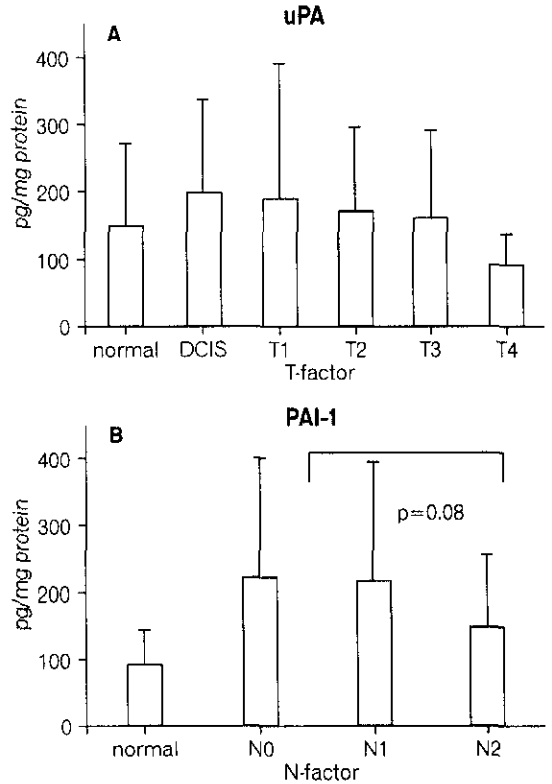 uPA
A
400
300
200
100
0
pg/mg protein
normal DCIS T1 T2 T3 T4
T-factor
PAI-1
B
400
300
200
100
0
pg/mg protein
p=0.08
normal N0 N1 N2
N-factor